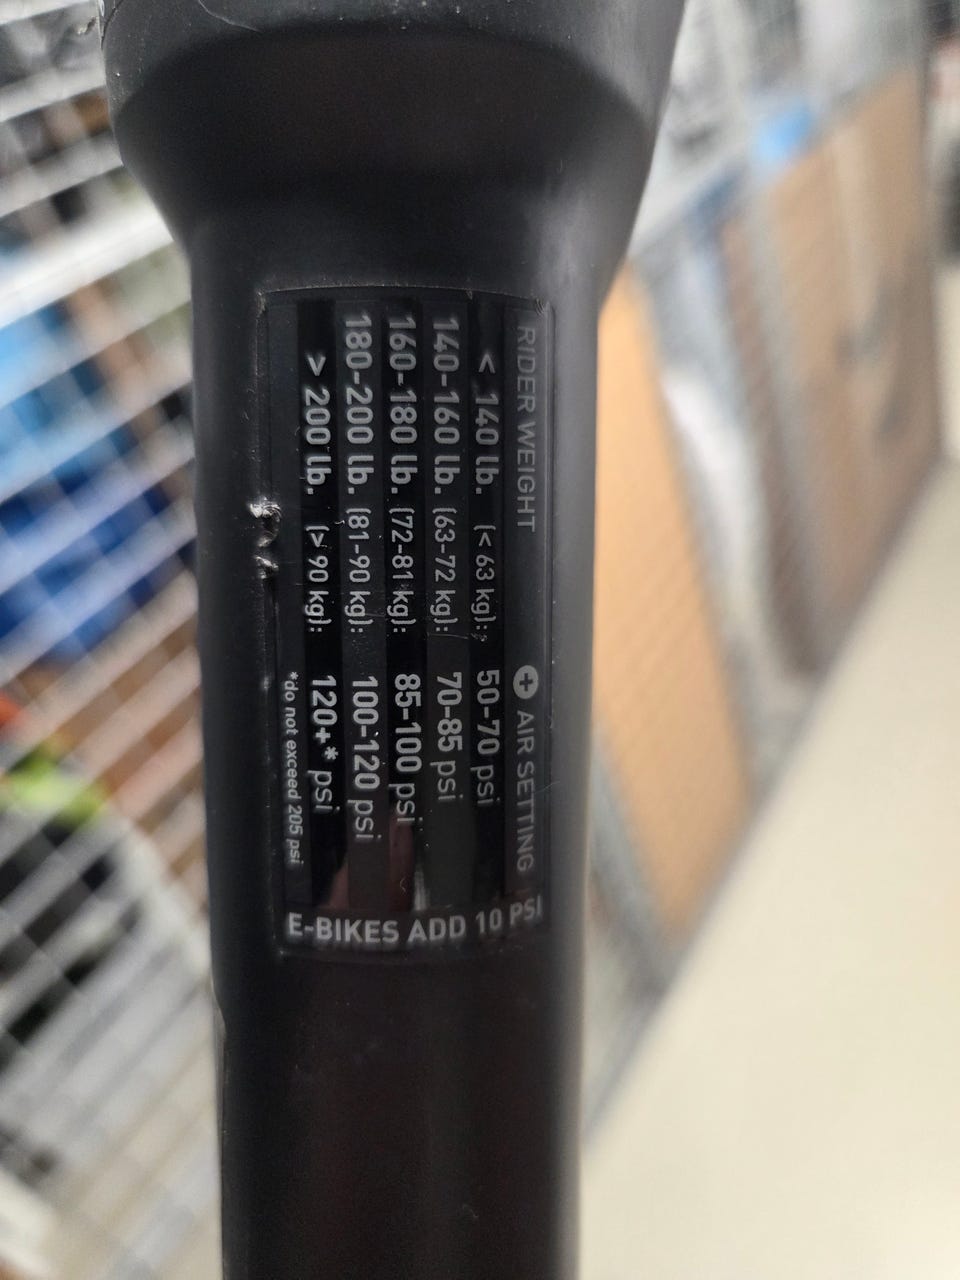 RIDER WEIGHT + AIR SETTING
< 140 lb. (< 63 kg): 50-70 psi
140-160 lb. (63-72 kg): 70-85 psi
160-180 lb. (72-81 kg): 85-100 psi
180-200 lb. (81-90 kg): 100-120 psi
> 200 lb. (> 90 kg): 120+* psi
*do not exceed 205 psi
E-BIKES ADD 10 PSI